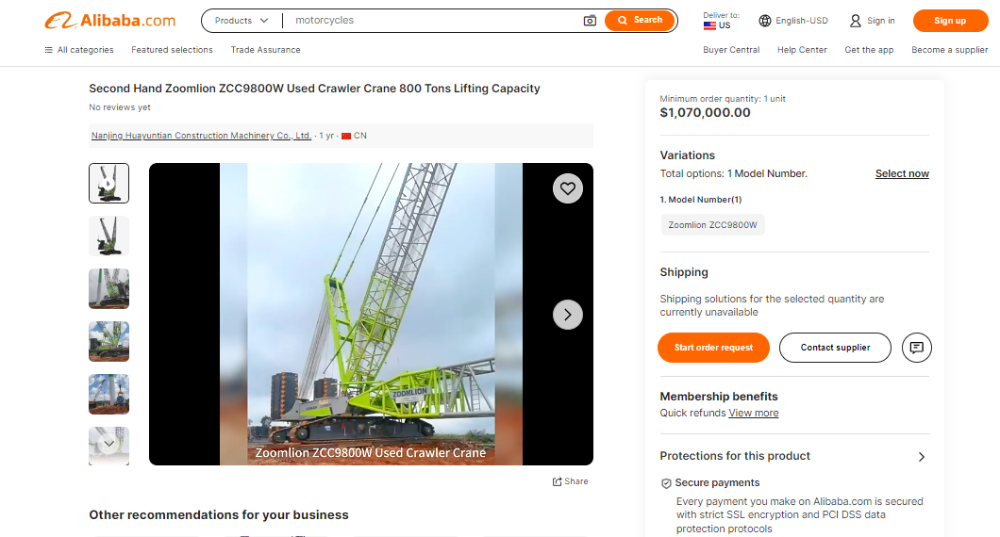 Alibaba.com
Products
motorcycles
Search
Deliver to:
US
English-USD
Sign in
Sign up
All categories
Featured selections
Trade Assurance
Buyer Central
Help Center
Get the app
Become a supplier
Second Hand Zoomlion ZCC9800W Used Crawler Crane 800 Tons Lifting Capacity
No reviews yet
Nanjing Huayuntian Construction Machinery Co., Ltd. · 1 yr · CN
ZOOMLION
Zoomlion ZCC9800W Used Crawler Crane
Share
Other recommendations for your business
Minimum order quantity: 1 unit
$1,070,000.00
Variations
Total options: 1 Model Number.
Select now
1. Model Number(1)
Zoomlion ZCC9800W
Shipping
Shipping solutions for the selected quantity are
currently unavailable
Start order request
Contact supplier
Membership benefits
Quick refunds View more
Protections for this product
Secure payments
Every payment you make on Alibaba.com is secured
with strict SSL encryption and PCI DSS data
protection protocols